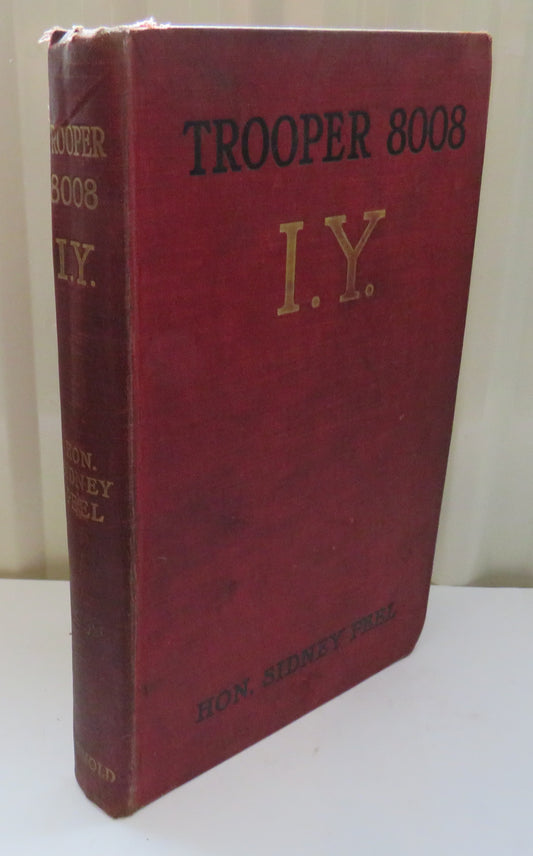 TROOPER 8008
I.Y.
HON. SIDNEY PEEL
TROOPER
8008
I.Y.
HON.
SIDNEY
PEEL